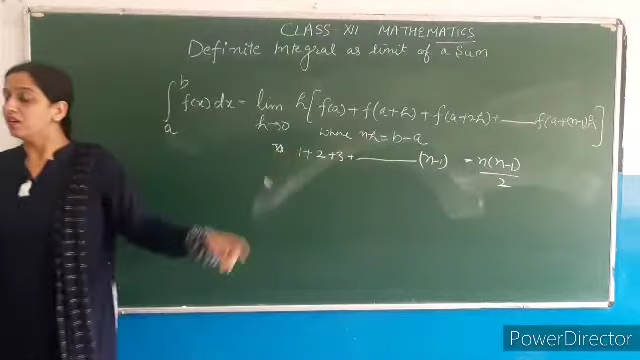 CLASS-XII MATHEMATICS
Definite Integral as limit of a Sum
∫ₐᵇ f(x) dx = lim h→0 h[f(a) + f(a+h) + f(a+2h) + —— f(a+(n-1)h]
where nh = b-a
1+2+3+ ———— (n-1) = n(n-1)/2
PowerDirector